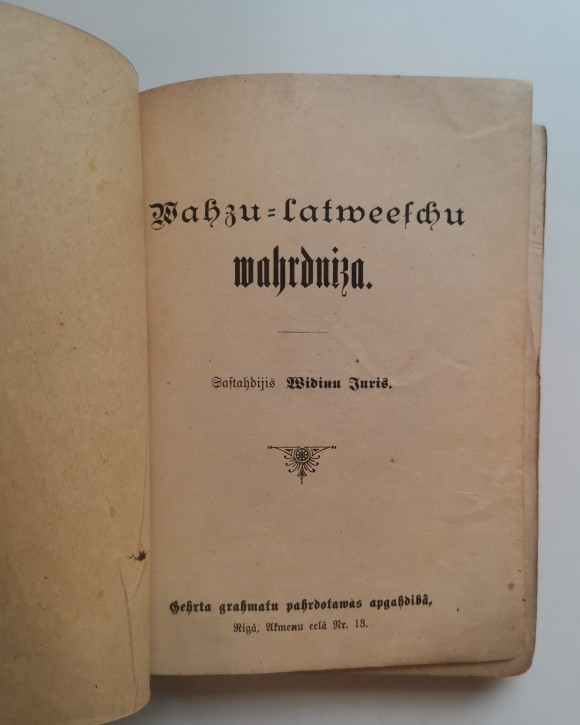 Wahzu-latweeſchu
wahrdniza.
Saſtahdijis Widinu Juris.
Gehrta grahmatu pahrdotawas apgahdibâ,
Rigâ, Akmenu eelâ Nr. 13.